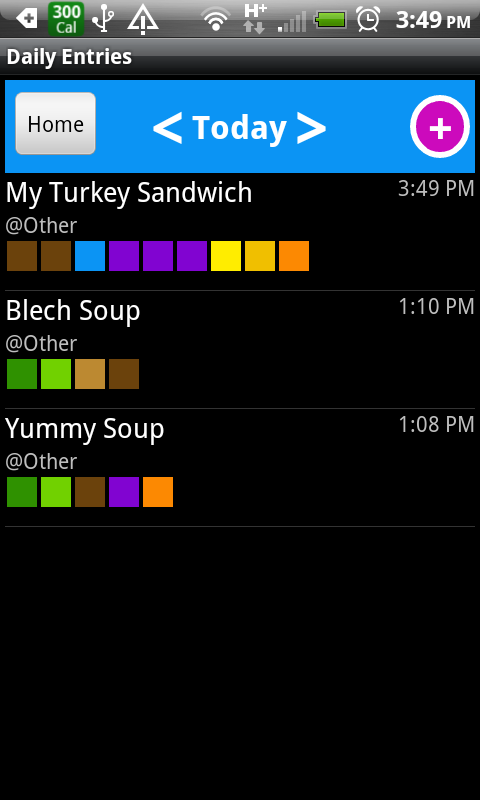 300
Cal
H+
3:49 PM
Daily Entries
Home
< Today >
+
My Turkey Sandwich
3:49 PM
@Other
Blech Soup
1:10 PM
@Other
Yummy Soup
1:08 PM
@Other